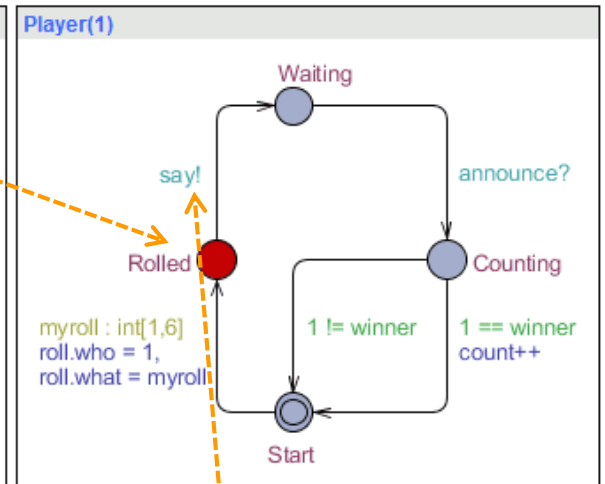 Player(1)
Waiting
say!
announce?
Rolled
Counting
myroll : int[1,6]
roll.who = 1,
roll.what = myroll
1 != winner
1 == winner
count++
Start